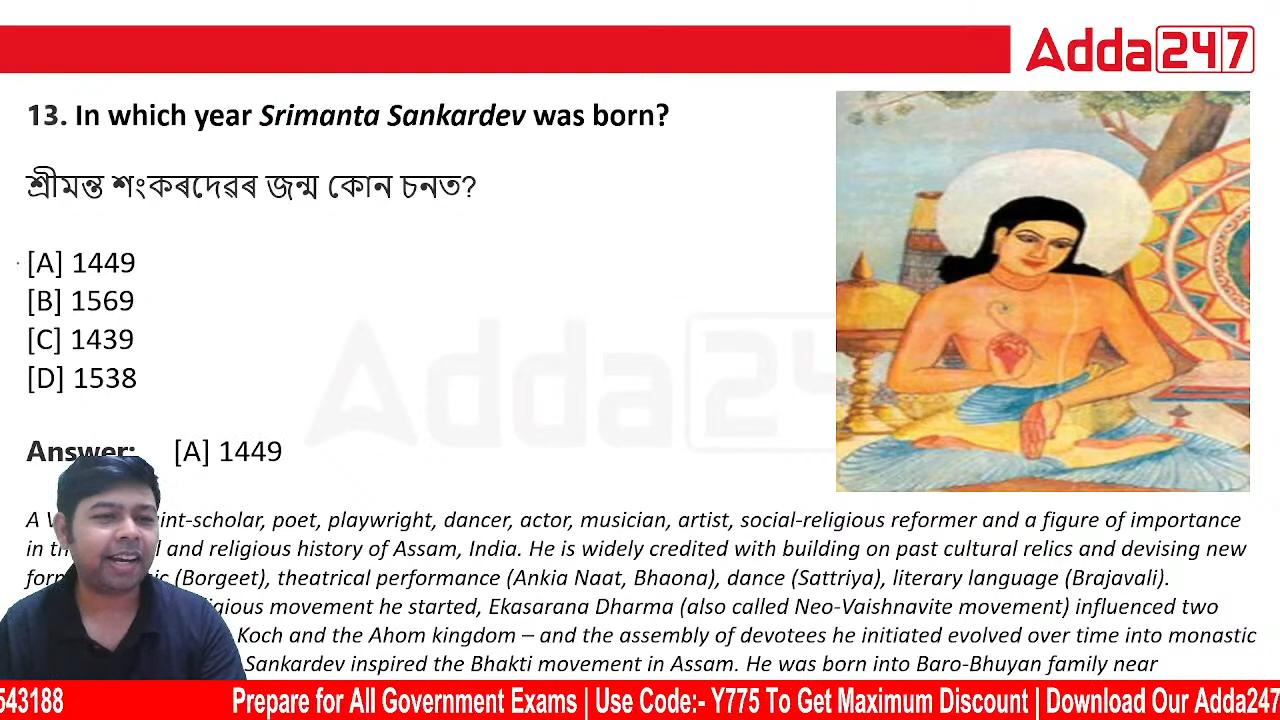 Adda247
13. In which year Srimanta Sankardev was born?
শ্ৰীমন্ত শংকৰদেৱৰ জন্ম কোন চনত?
[A] 1449
[B] 1569
[C] 1439
[D] 1538
Adda247
Answer: [A] 1449
A int-scholar, poet, playwright, dancer, actor, musician, artist, social-religious reformer and a figure of importance
in and religious history of Assam, India. He is widely credited with building on past cultural relics and devising new
(Borgeet), theatrical performance (Ankia Naat, Bhaona), dance (Sattriya), literary language (Brajavali).
movement he started, Ekasarana Dharma (also called Neo-Vaishnavite movement) influenced two
Koch and the Ahom kingdom – and the assembly of devotees he initiated evolved over time into monastic
Sankardev inspired the Bhakti movement in Assam. He was born into Baro-Bhuyan family near
543188 Prepare for All Government Exams | Use Code:- Y775 To Get Maximum Discount | Download Our Adda247